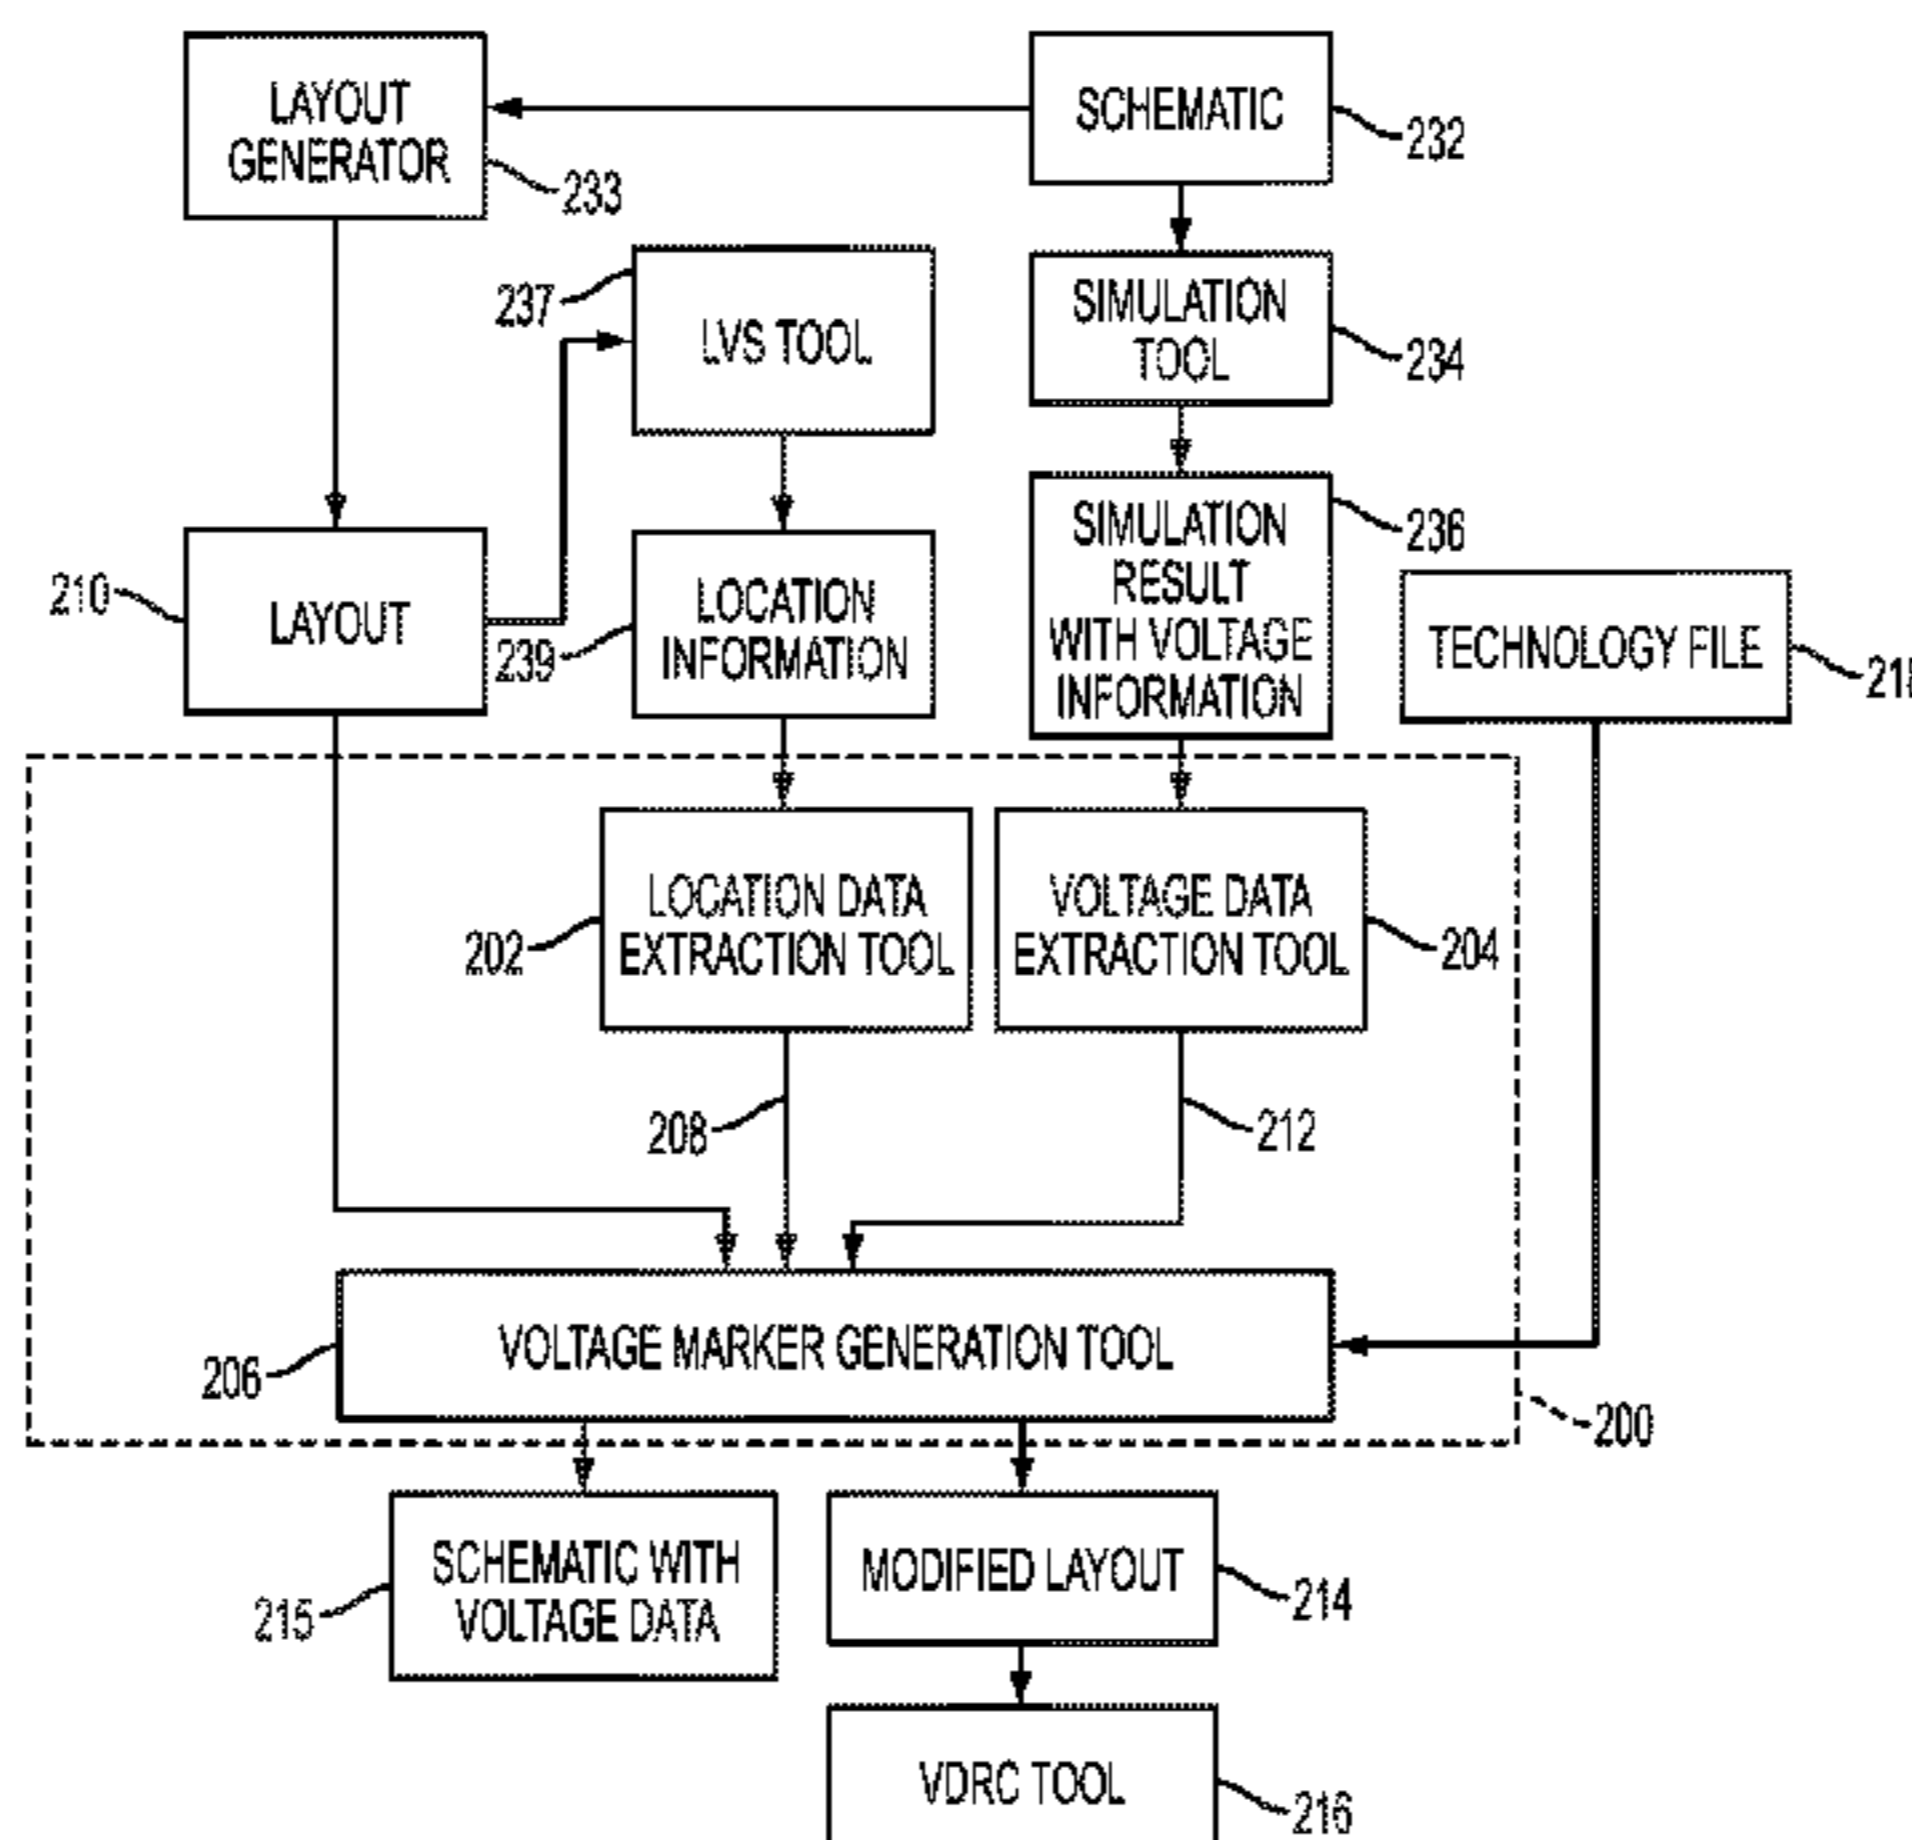 LAYOUT
GENERATOR
233
SCHEMATIC
232
237
LVS TOOL
SIMULATION
TOOL
234
210
LAYOUT
239
LOCATION
INFORMATION
SIMULATION
RESULT
WITH VOLTAGE
INFORMATION
236
TECHNOLOGY FILE
202
LOCATION DATA
EXTRACTION TOOL
VOLTAGE DATA
EXTRACTION TOOL
204
208
212
206
VOLTAGE MARKER GENERATION TOOL
200
215
SCHEMATIC WITH
VOLTAGE DATA
MODIFIED LAYOUT
214
VDRC TOOL
216